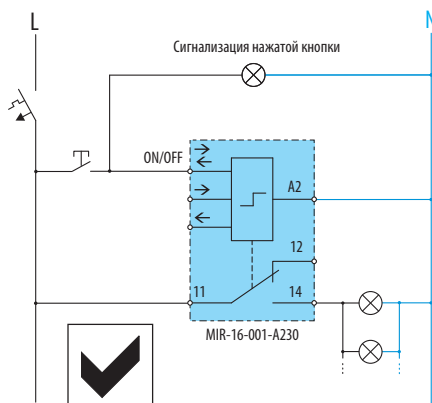 L
N
Сигнализация нажатой кнопки
ON/OFF
A2
12
11
14
MIR-16-001-A230